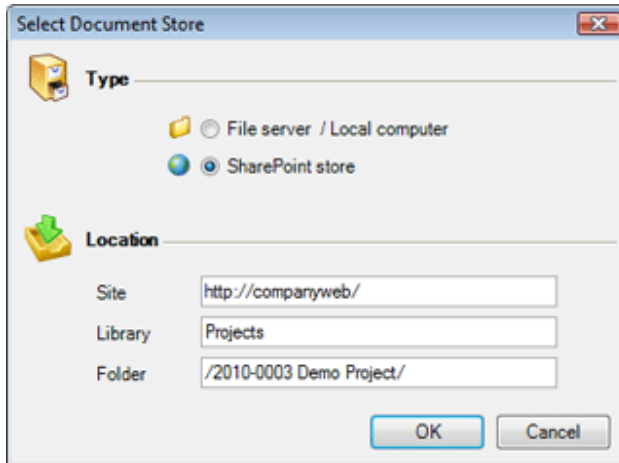 Select Document Store
Type
File server / Local computer
SharePoint store
Location
Site http://companyweb/
Library Projects
Folder /2010-0003 Demo Project/
OK Cancel